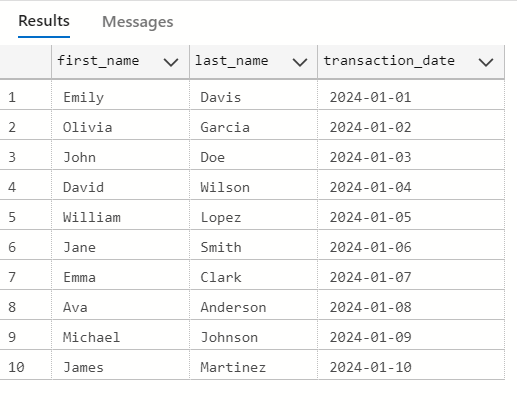 Results Messages
first_name last_name transaction_date
1 Emily Davis 2024-01-01
2 Olivia Garcia 2024-01-02
3 John Doe 2024-01-03
4 David Wilson 2024-01-04
5 William Lopez 2024-01-05
6 Jane Smith 2024-01-06
7 Emma Clark 2024-01-07
8 Ava Anderson 2024-01-08
9 Michael Johnson 2024-01-09
10 James Martinez 2024-01-10